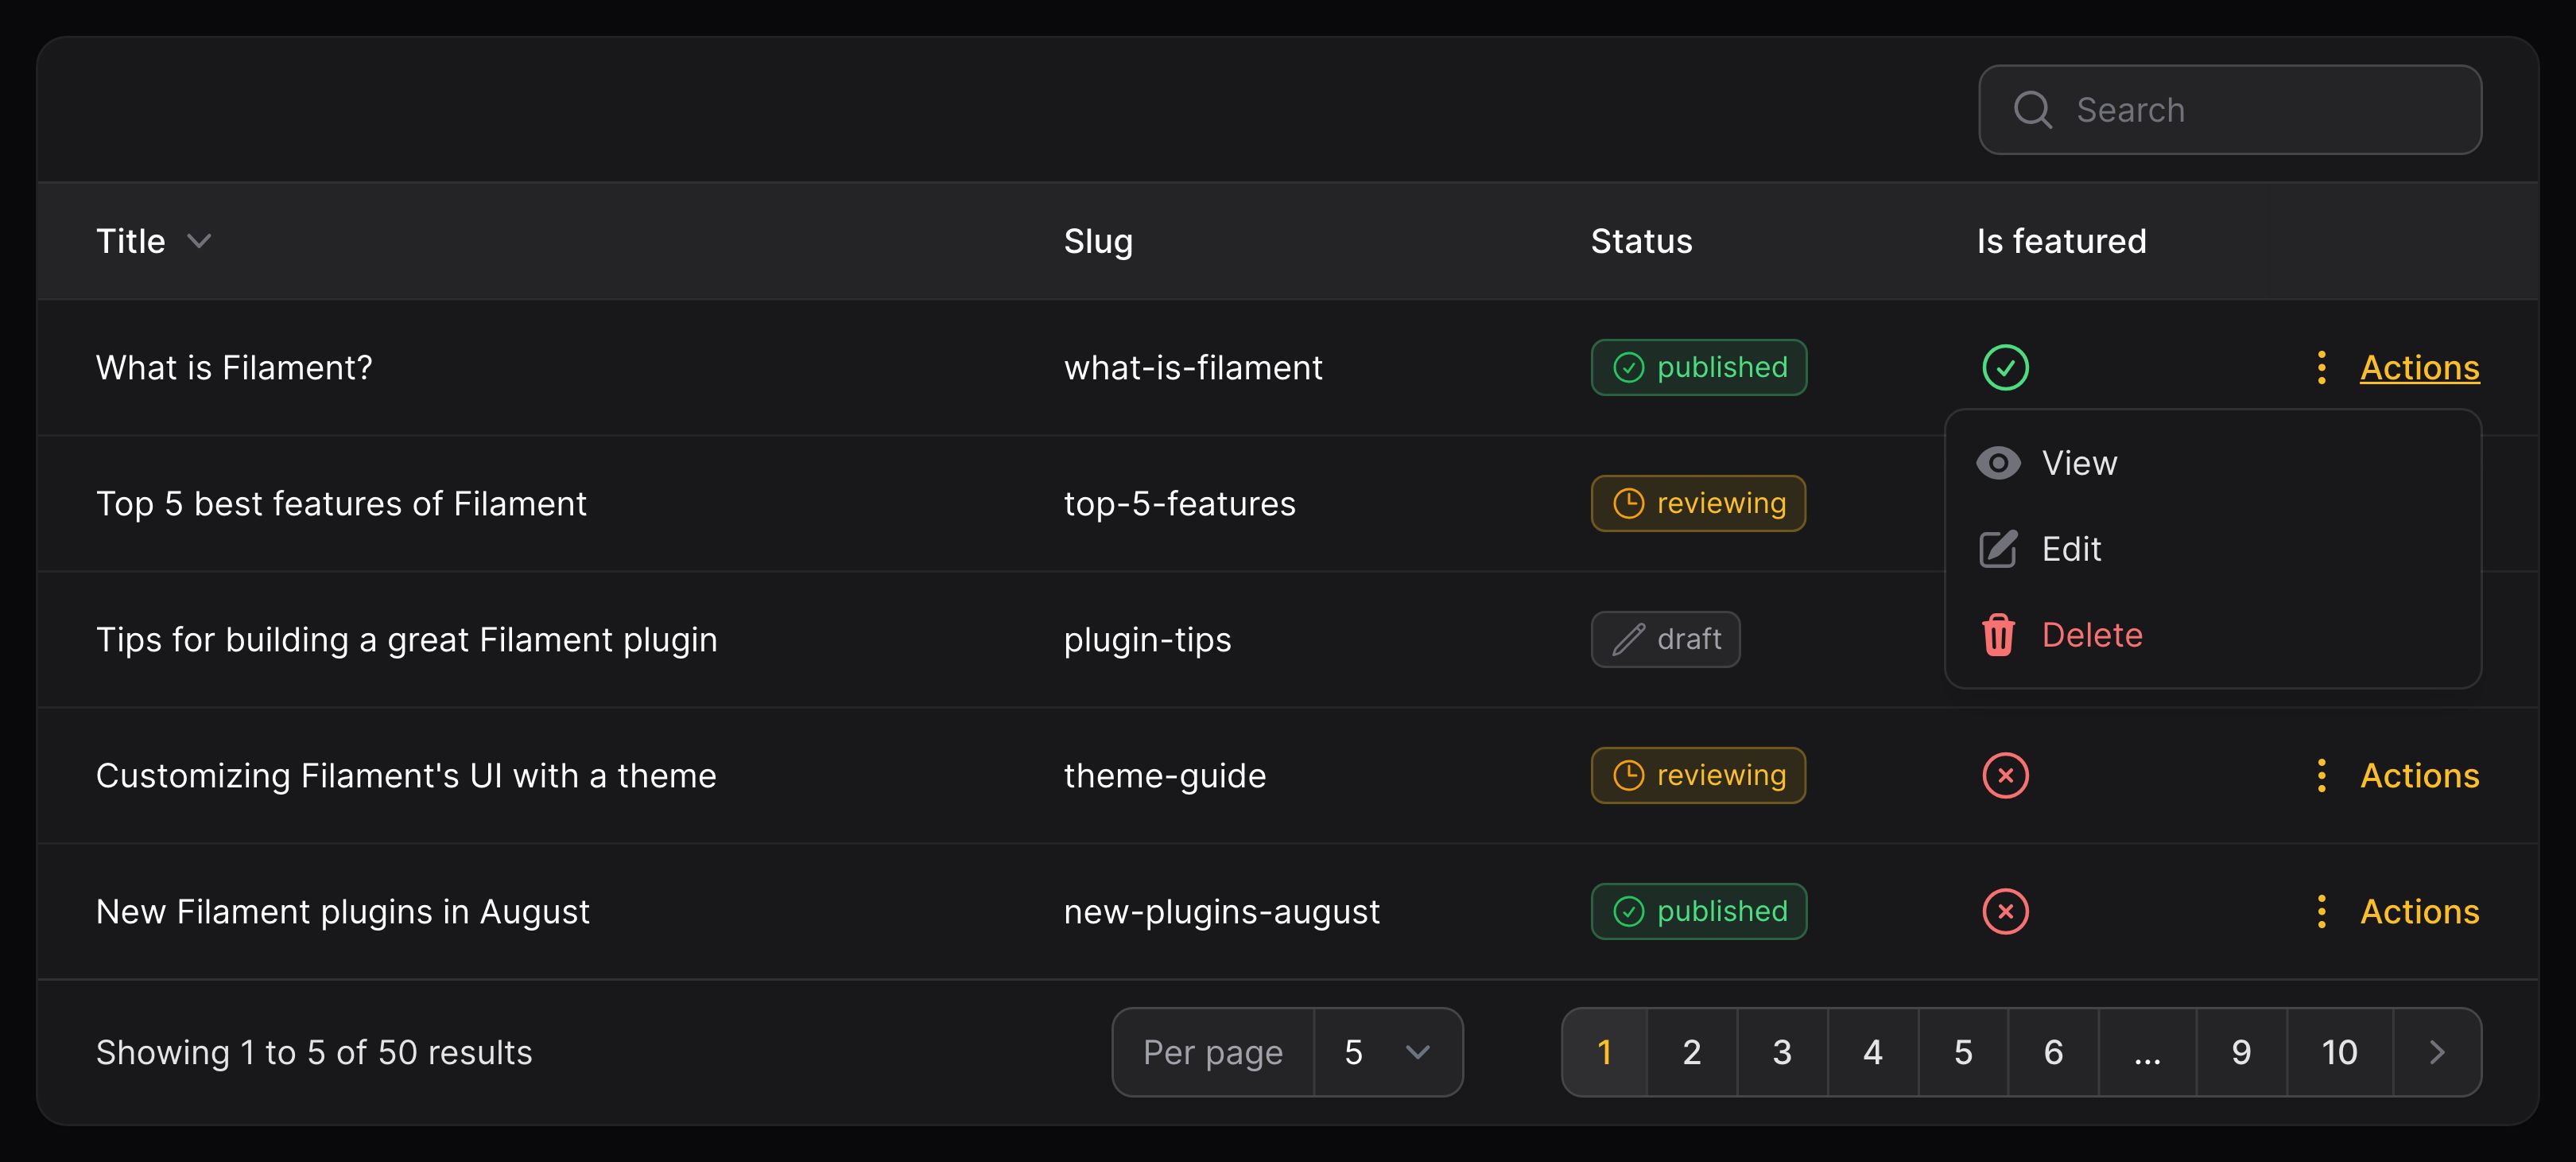 Search
Title Slug Status Is featured
What is Filament? what-is-filament published Actions
View
Top 5 best features of Filament top-5-features reviewing
Edit
Tips for building a great Filament plugin plugin-tips draft
Delete
Customizing Filament's UI with a theme theme-guide reviewing Actions
New Filament plugins in August new-plugins-august published Actions
Showing 1 to 5 of 50 results Per page 5 1 2 3 4 5 6 ... 9 10